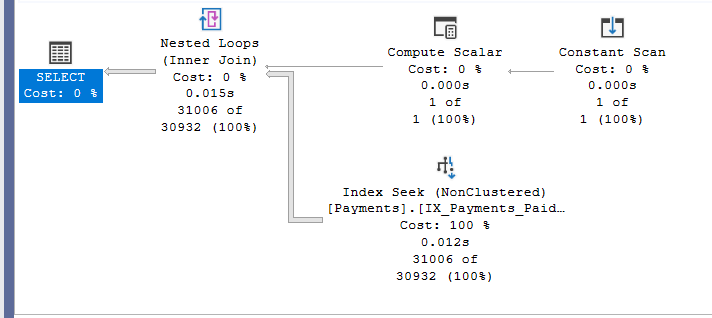 Nested Loops
(Inner Join)
Cost: 0 %
0.015s
31006 of
30932 (100%)
SELECT
Cost: 0 %
Compute Scalar
Cost: 0 %
0.000s
1 of
1 (100%)
Constant Scan
Cost: 0 %
0.000s
1 of
1 (100%)
Index Seek (NonClustered)
[Payments].[IX_Payments_Paid…
Cost: 100 %
0.012s
31006 of
30932 (100%)